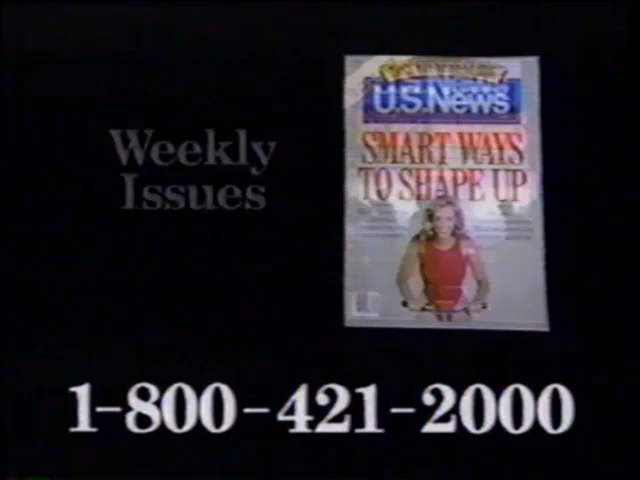 Weekly
Issues
U.S.News
SMART WAYS
TO SHAPE UP
1-800-421-2000